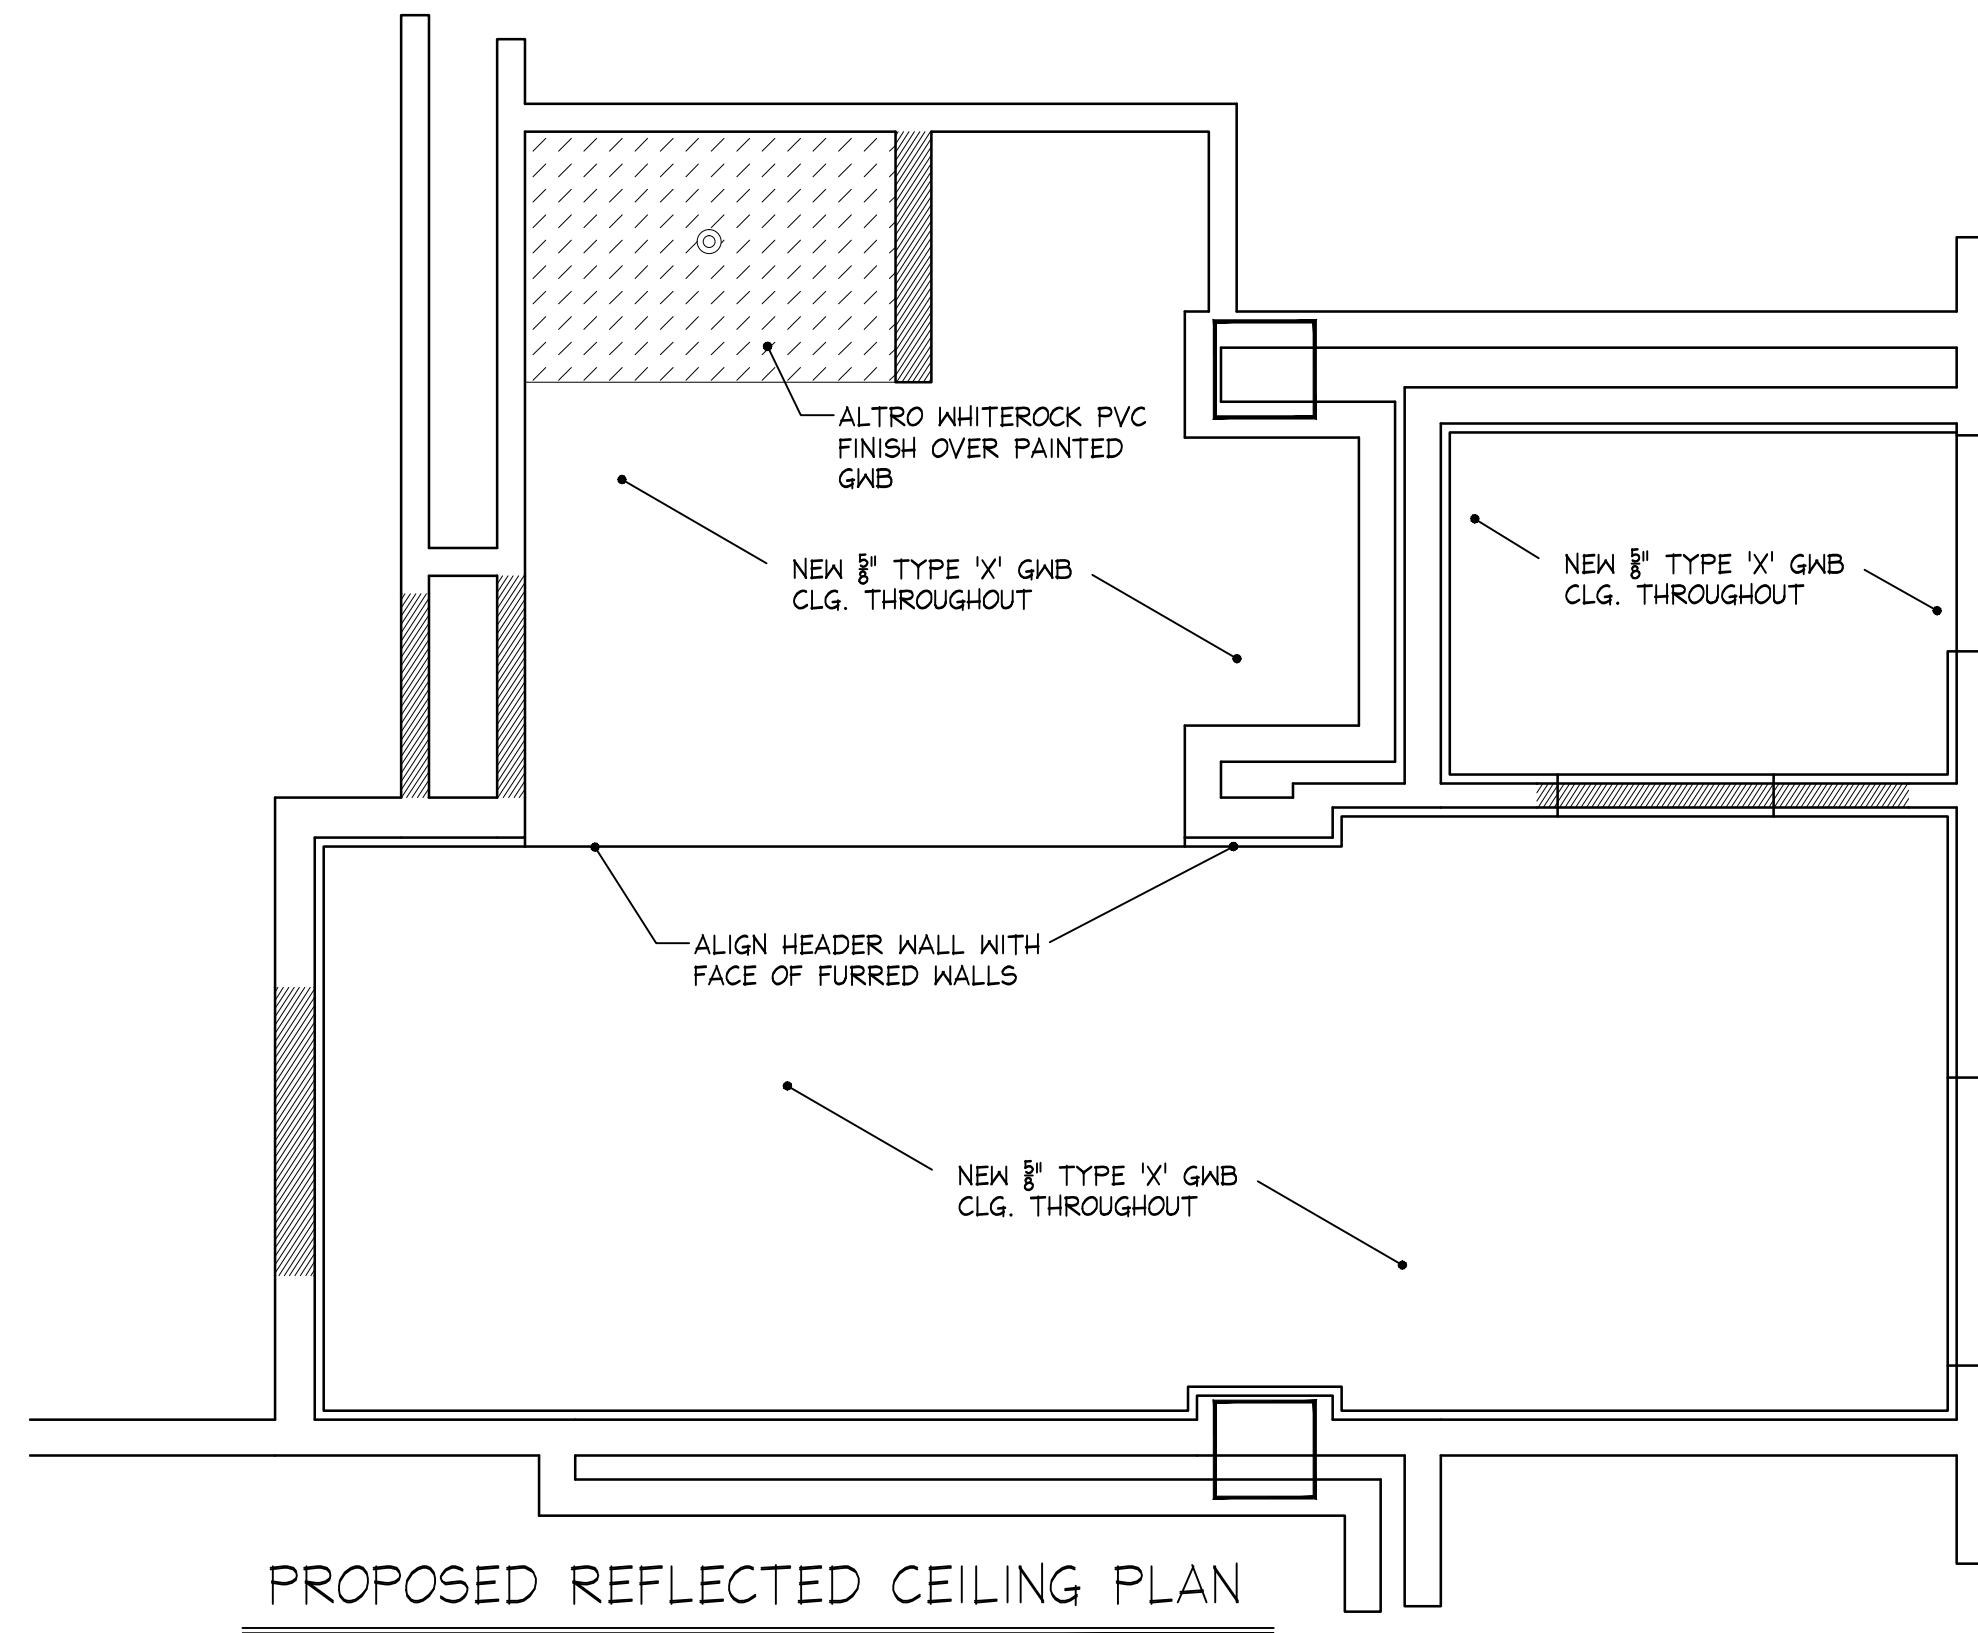 ALTRO WHITEROCK PVC
FINISH OVER PAINTED
GWB
NEW 5/8" TYPE 'X' GWB
CLG. THROUGHOUT
NEW 5/8" TYPE 'X' GWB
CLG. THROUGHOUT
ALIGN HEADER WALL WITH
FACE OF FURRED WALLS
NEW 5/8" TYPE 'X' GWB
CLG. THROUGHOUT
PROPOSED REFLECTED CEILING PLAN